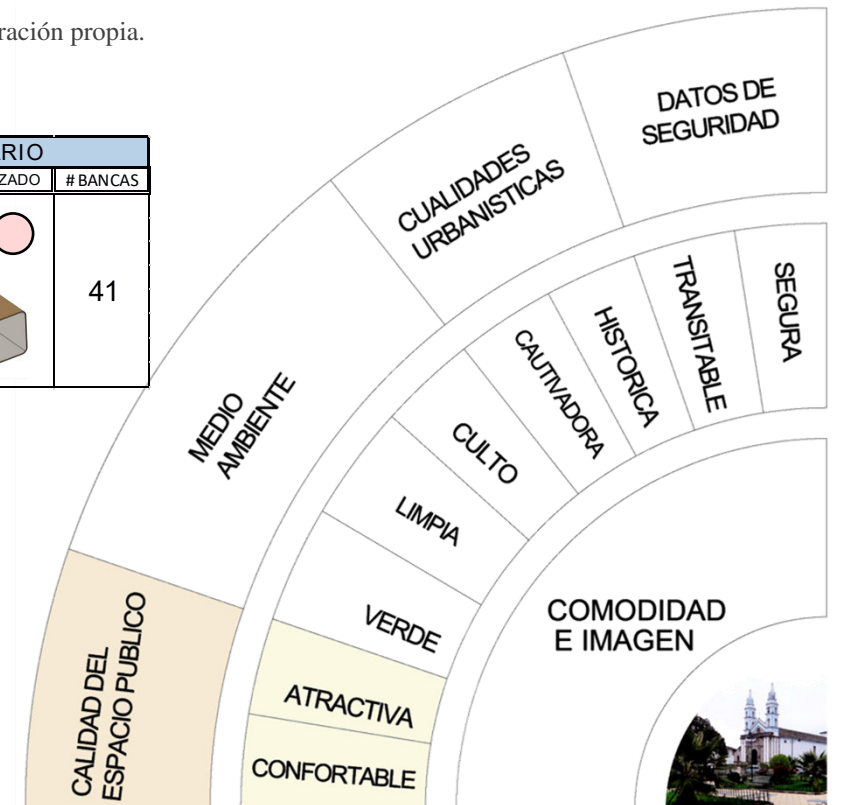 ración propia.
RIO
ZADO
# BANCAS
41
DATOS DE
SEGURIDAD
CUALIDADES
URBANISTICAS
MEDIO
AMBIENTE
CALIDAD DEL
ESPACIO PUBLICO
SEGURA
TRANSITABLE
HISTORICA
CAUTIVADORA
CULTO
LIMPIA
VERDE
ATRACTIVA
CONFORTABLE
COMODIDAD
E IMAGEN